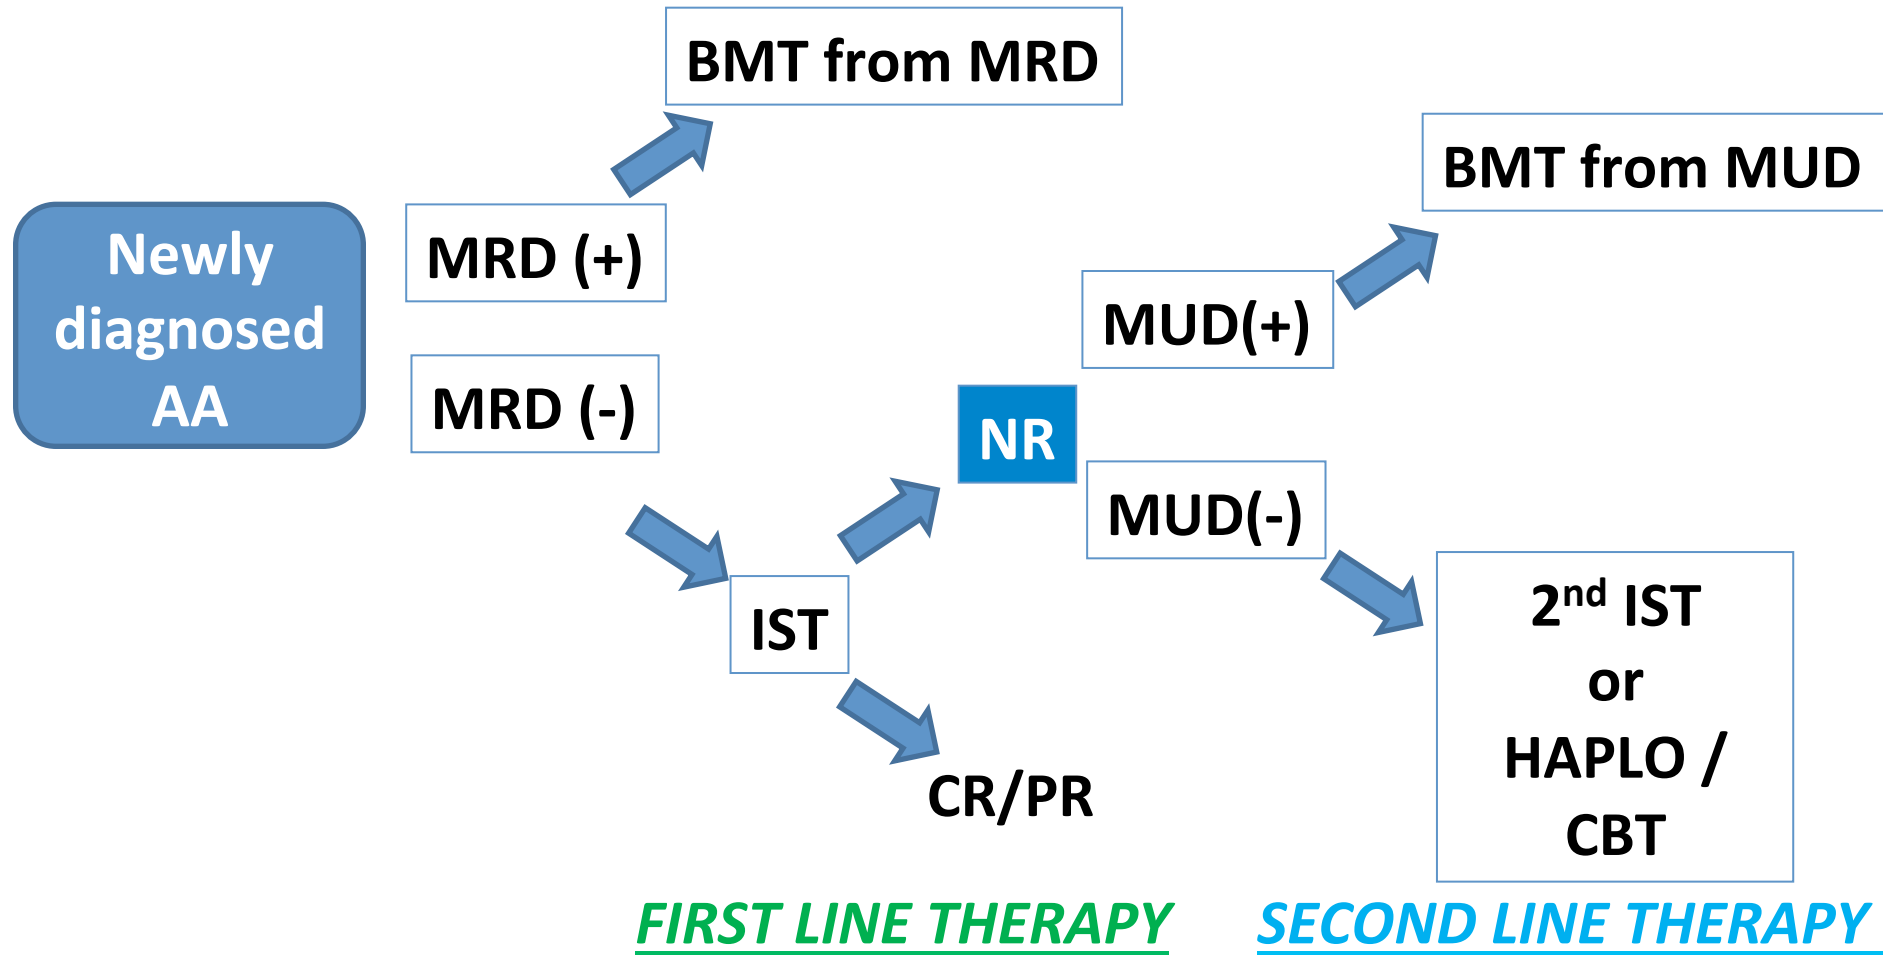 BMT from MRD
BMT from MUD
Newly
diagnosed
AA
MRD (+)
MRD (-)
MUD(+)
NR
MUD(-)
IST
CR/PR
2nd IST
or
HAPLO /
CBT
FIRST LINE THERAPY
SECOND LINE THERAPY